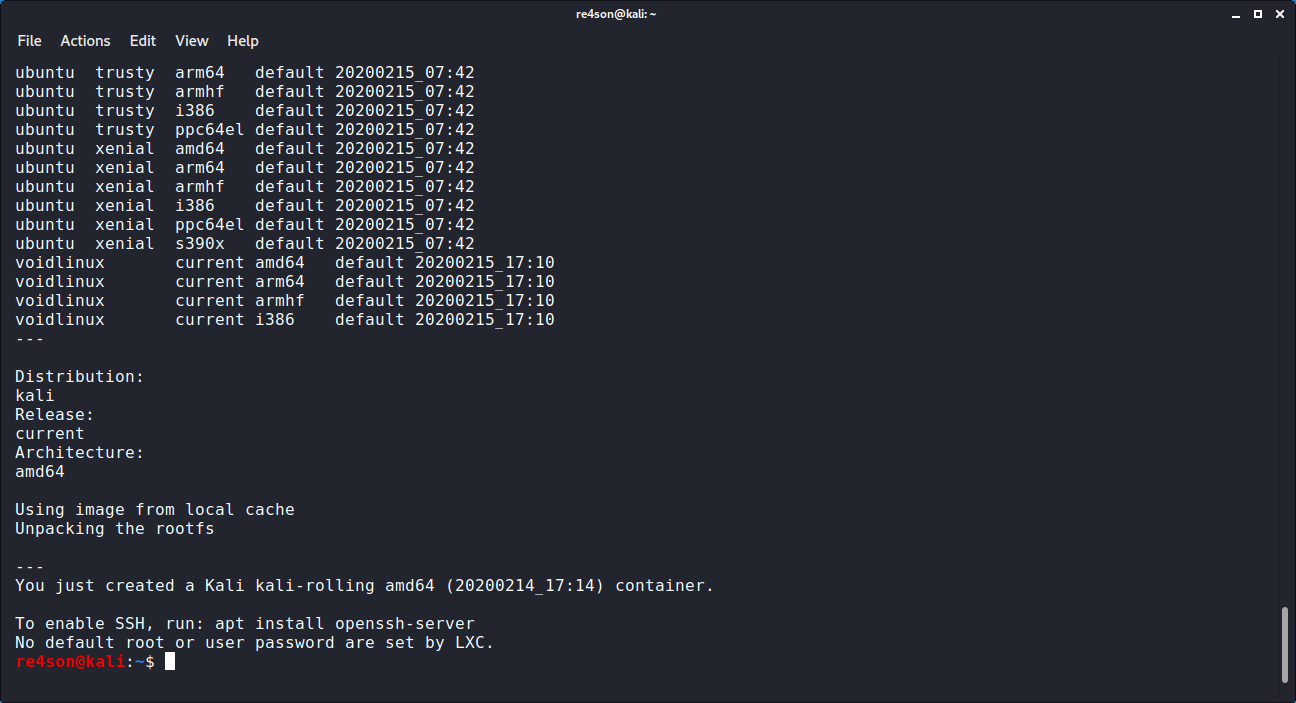 re4son@kali: ~
File Actions Edit View Help
ubuntu  trusty  arm64   default 20200215_07:42
ubuntu  trusty  armhf   default 20200215_07:42
ubuntu  trusty  i386    default 20200215_07:42
ubuntu  trusty  ppc64el default 20200215_07:42
ubuntu  xenial  amd64   default 20200215_07:42
ubuntu  xenial  arm64   default 20200215_07:42
ubuntu  xenial  armhf   default 20200215_07:42
ubuntu  xenial  i386    default 20200215_07:42
ubuntu  xenial  ppc64el default 20200215_07:42
ubuntu  xenial  s390x   default 20200215_07:42
voidlinux       current amd64   default 20200215_17:10
voidlinux       current arm64   default 20200215_17:10
voidlinux       current armhf   default 20200215_17:10
voidlinux       current i386    default 20200215_17:10
---
Distribution:
kali
Release:
current
Architecture:
amd64
Using image from local cache
Unpacking the rootfs
---
You just created a Kali kali-rolling amd64 (20200214_17:14) container.
To enable SSH, run: apt install openssh-server
No default root or user password are set by LXC.
re4son@kali:~$